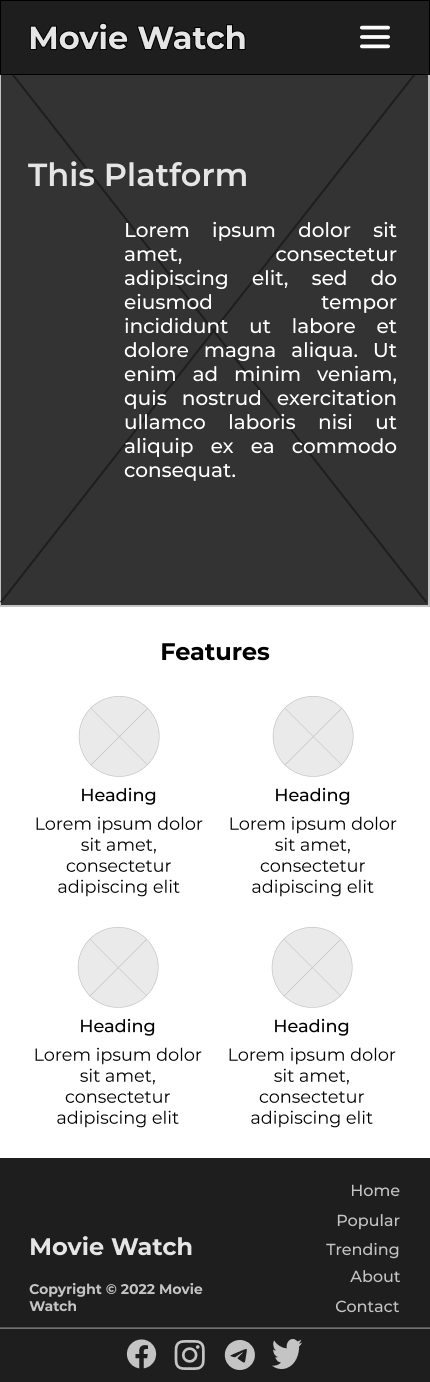 Movie Watch
This Platform
Lorem ipsum dolor sit
amet, consectetur
adipiscing elit, sed do
eiusmod tempor
incididunt ut labore et
dolore magna aliqua. Ut
enim ad minim veniam,
quis nostrud exercitation
ullamco laboris nisi ut
aliquip ex ea commodo
consequat.
Features
Heading
Lorem ipsum dolor
sit amet,
consectetur
adipiscing elit
Heading
Lorem ipsum dolor
sit amet,
consectetur
adipiscing elit
Heading
Lorem ipsum dolor
sit amet,
consectetur
adipiscing elit
Heading
Lorem ipsum dolor
sit amet,
consectetur
adipiscing elit
Movie Watch
Copyright © 2022 Movie
Watch
Home
Popular
Trending
About
Contact